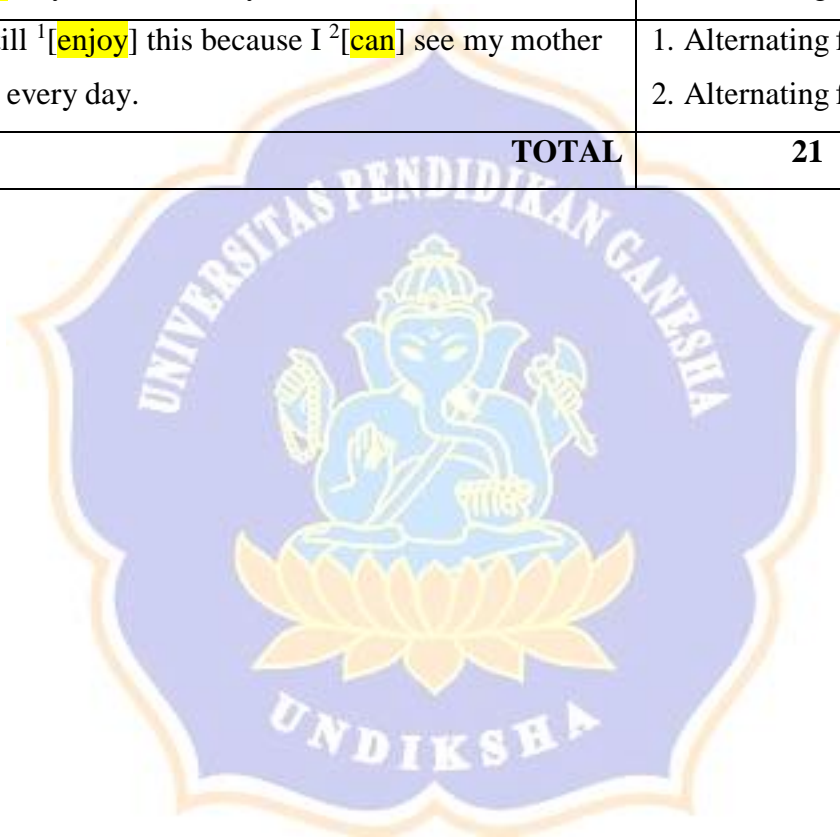 ill ¹[enjoy] this because I ²[can] see my mother
every day.
1. Alternating f
2. Alternating f
TOTAL
21
UNIVERSITAS PENDIDIKAN GANESHA
UNDIKSHA